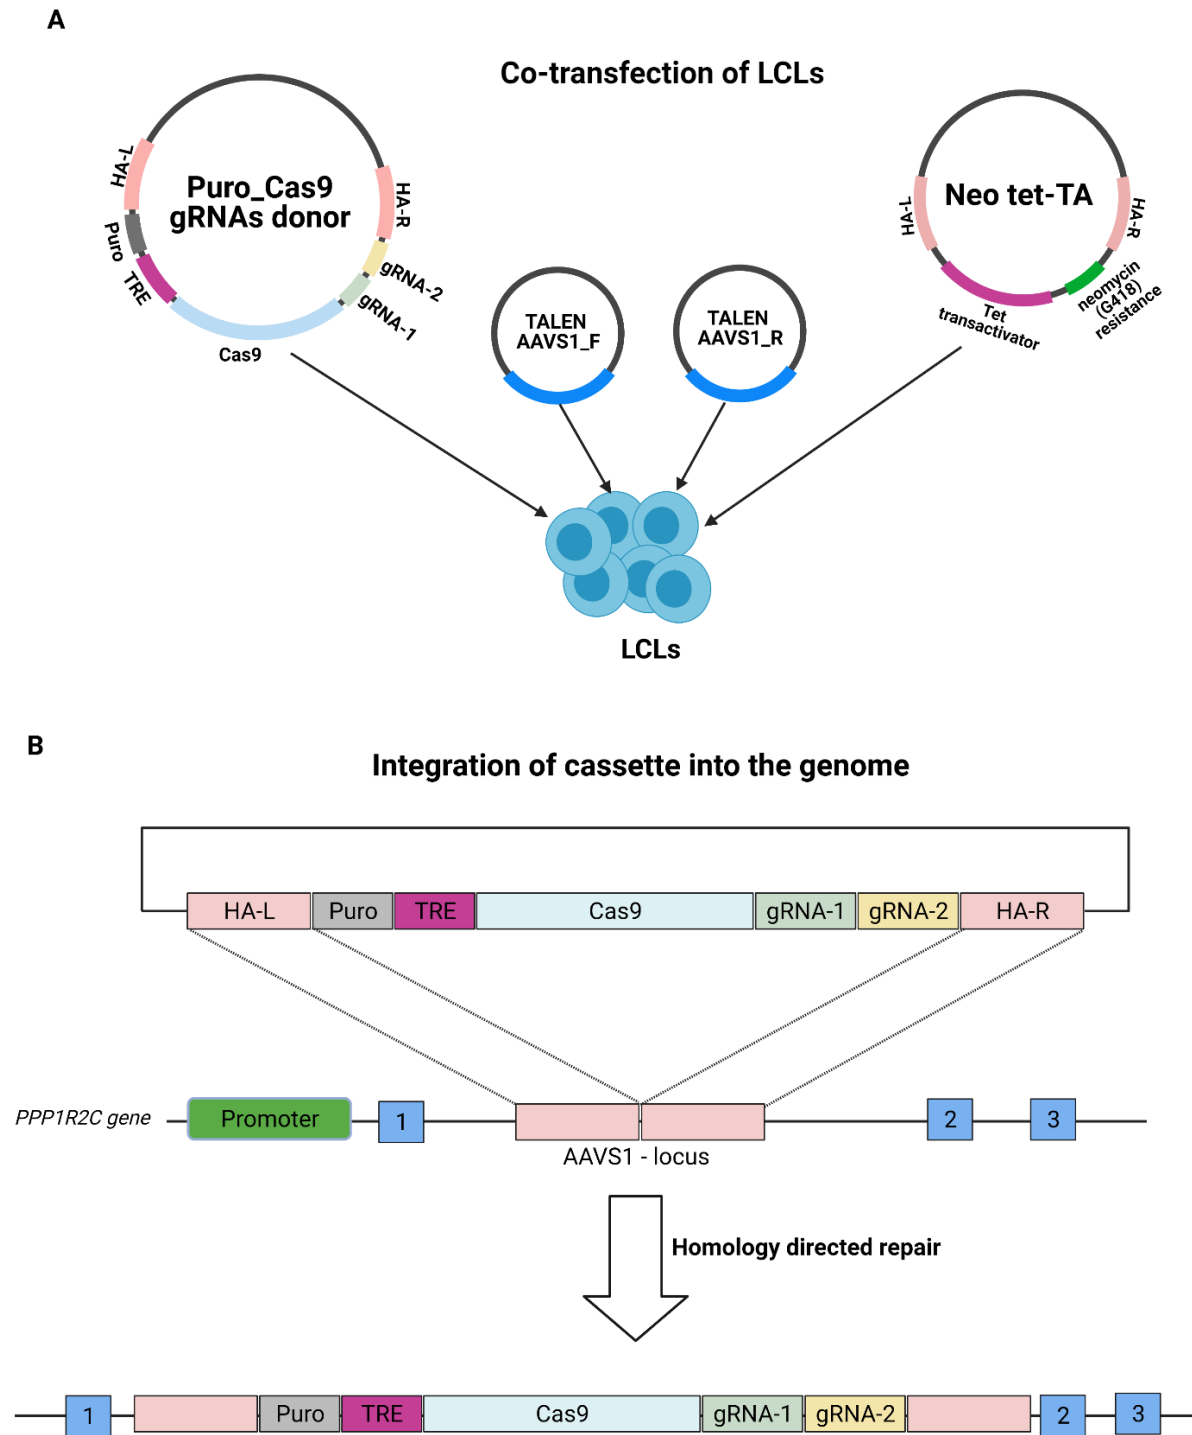 A
Co-transfection of LCLs
HA-L
Puro
TRE
Cas9
gRNA-1
gRNA-2
HA-R
Puro_Cas9
gRNAs donor
TALEN
AAVS1_F
TALEN
AAVS1_R
Neo tet-TA
HA-L
HA-R
Tet
transactivator
neomycin
(G418)
resistance
LCLs
B
Integration of cassette into the genome
HA-L Puro TRE Cas9 gRNA-1 gRNA-2 HA-R
PPP1R2C gene Promoter 1 2 3
AAVS1 - locus
Homology directed repair
1 Puro TRE Cas9 gRNA-1 gRNA-2 2 3